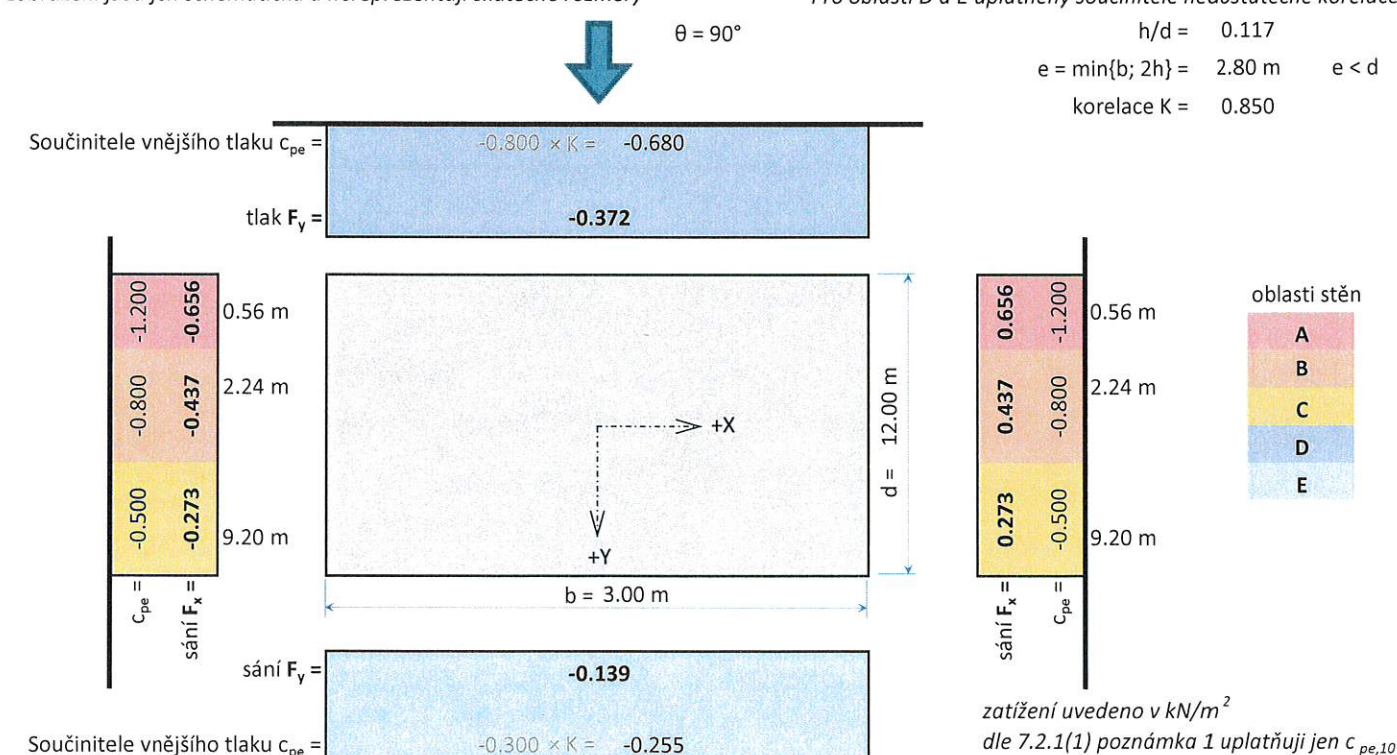 θ = 90°
h/d = 0.117
e = min{b; 2h} = 2.80 m e < d
korelace K = 0.850
Součinitele vnějšího tlaku cpe = -0.800 × K = -0.680
tlak Fy = -0.372
-1.200 -0.656 0.56 m
-0.800 -0.437 2.24 m
-0.500 -0.273 9.20 m
cpe = sání Fx =
+X
+Y
d = 12.00 m
b = 3.00 m
0.656 -1.200 0.56 m
0.437 -0.800 2.24 m
0.273 -0.500 9.20 m
sání Fx = cpe =
oblasti stěn
A
B
C
D
E
sání Fy = -0.139
Součinitele vnějšího tlaku cpe = -0.300 × K = -0.255
zatížení uvedeno v kN/m²
dle 7.2.1(1) poznámka 1 uplatňuji jen c pe,10